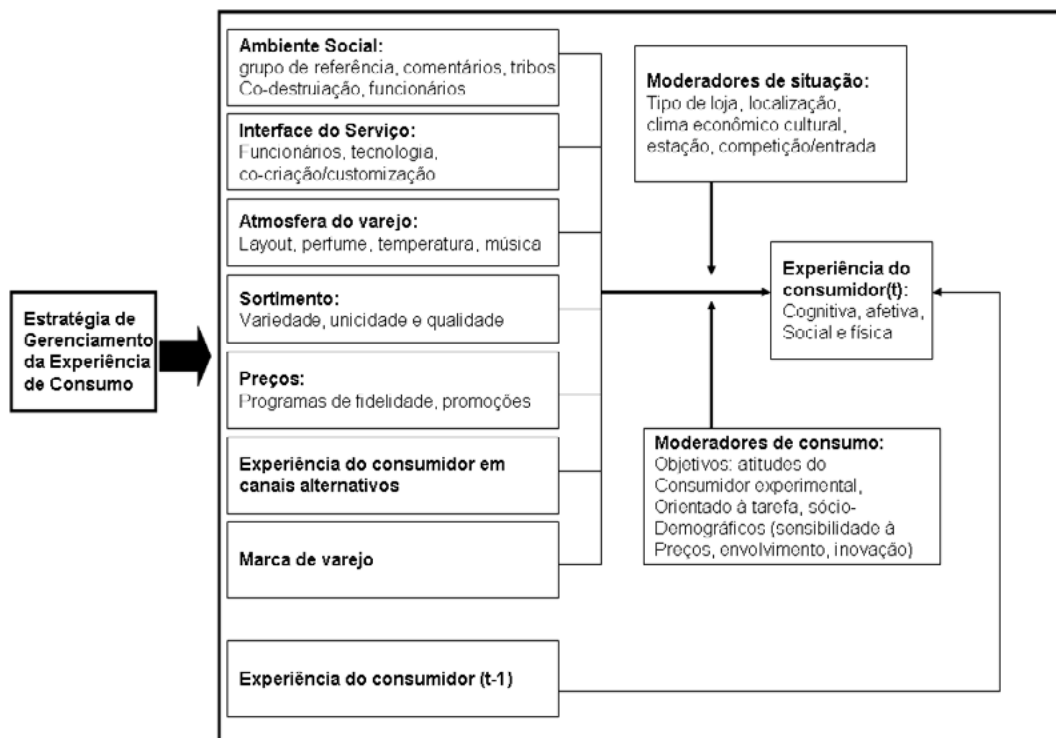 Ambiente Social:
grupo de referência, comentários, tribos
Co-destruiação, funcionários
Interface do Serviço:
Funcionários, tecnologia,
co-criação/customização
Atmosfera do varejo:
Layout, perfume, temperatura, música
Sortimento:
Variedade, unicidade e qualidade
Estratégia de
Gerenciamento
da Experiência
de Consumo
Preços:
Programas de fidelidade, promoções
Experiência do consumidor em
canais alternativos
Marca de varejo
Experiência do consumidor (t-1)
Moderadores de situação:
Tipo de loja, localização,
clima econômico cultural,
estação, competição/entrada
Experiência do
consumidor(t):
Cognitiva, afetiva,
Social e física
Moderadores de consumo:
Objetivos: atitudes do
Consumidor experimental,
Orientado à tarefa, sócio-
Demográficos (sensibilidade à
Preços, envolvimento, inovação)